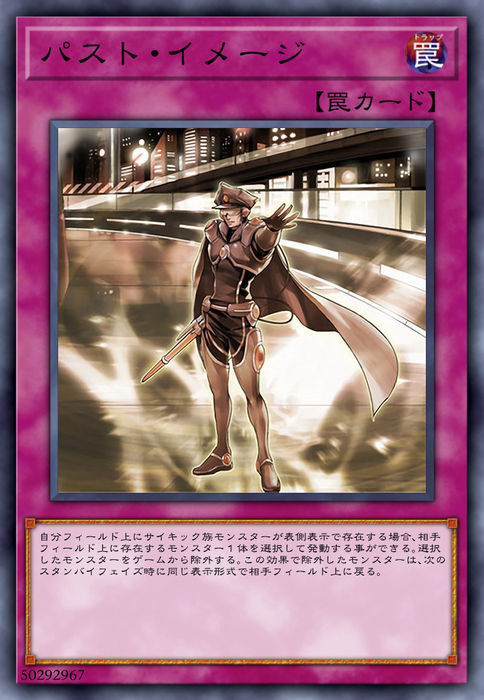 パスト・イメージ
トラップ
罠
【罠カード】
自分フィールド上にサイキック族モンスターが表側表示で存在する場合、相手
フィールド上に存在するモンスター１体を選択して発動する事ができる。選択
したモンスターをゲームから除外する。この効果で除外したモンスターは、次の
スタンバイフェイズ時に同じ表示形式で相手フィールド上に戻る。
50292967